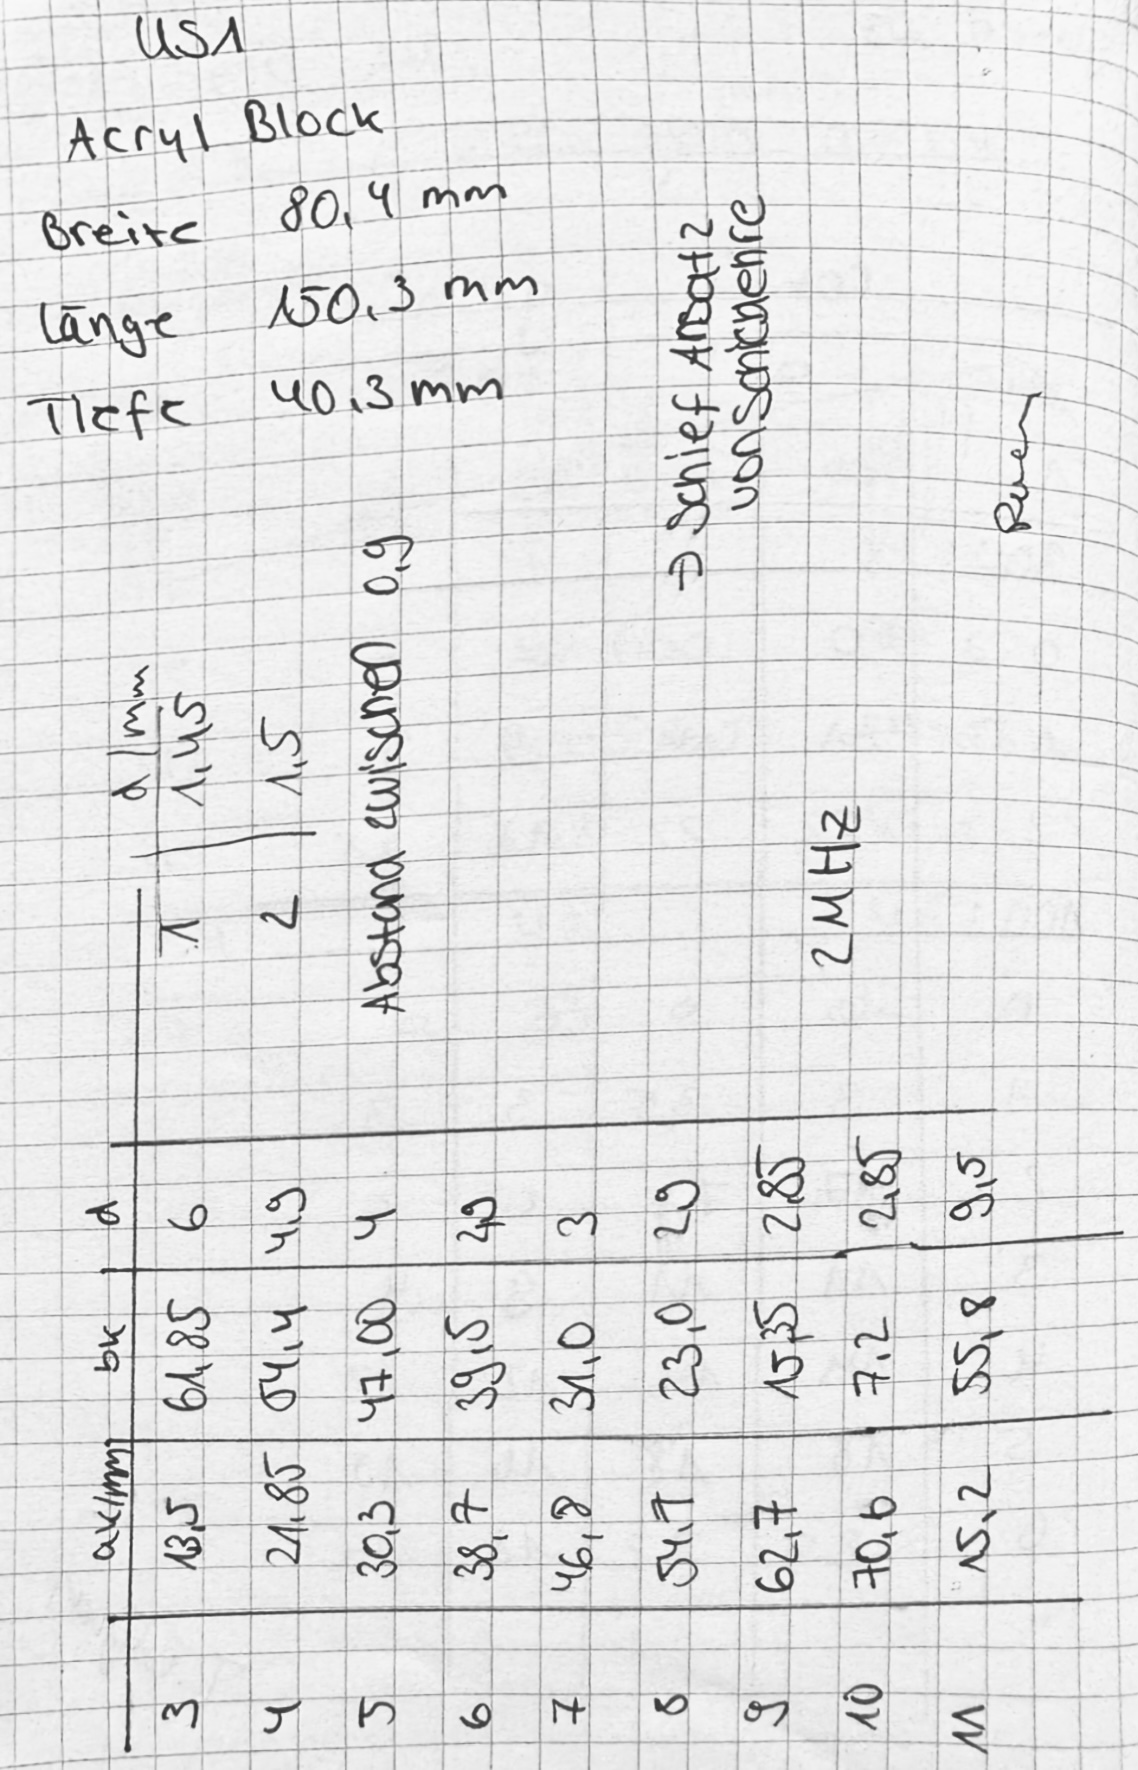 US1
Acryl Block
Breite 80,4 mm
Länge 150,3 mm
Tiefe 40,3 mm
ak/mm bk d
3 13,5 61,85 6
4 21,85 54,4 4,9
5 30,3 47,00 4
6 38,7 39,5 2,9
7 46,8 31,0 3
8 54,7 23,0 2,9
9 62,7 15,35 2,85
10 70,6 7,2 2,85
11 15,2 55,8 9,5
d/mm
1 1,45
2 1,5
Abstand zwischen 0,9
2 MHz
→ Schief Ansatz
von Schieblehre